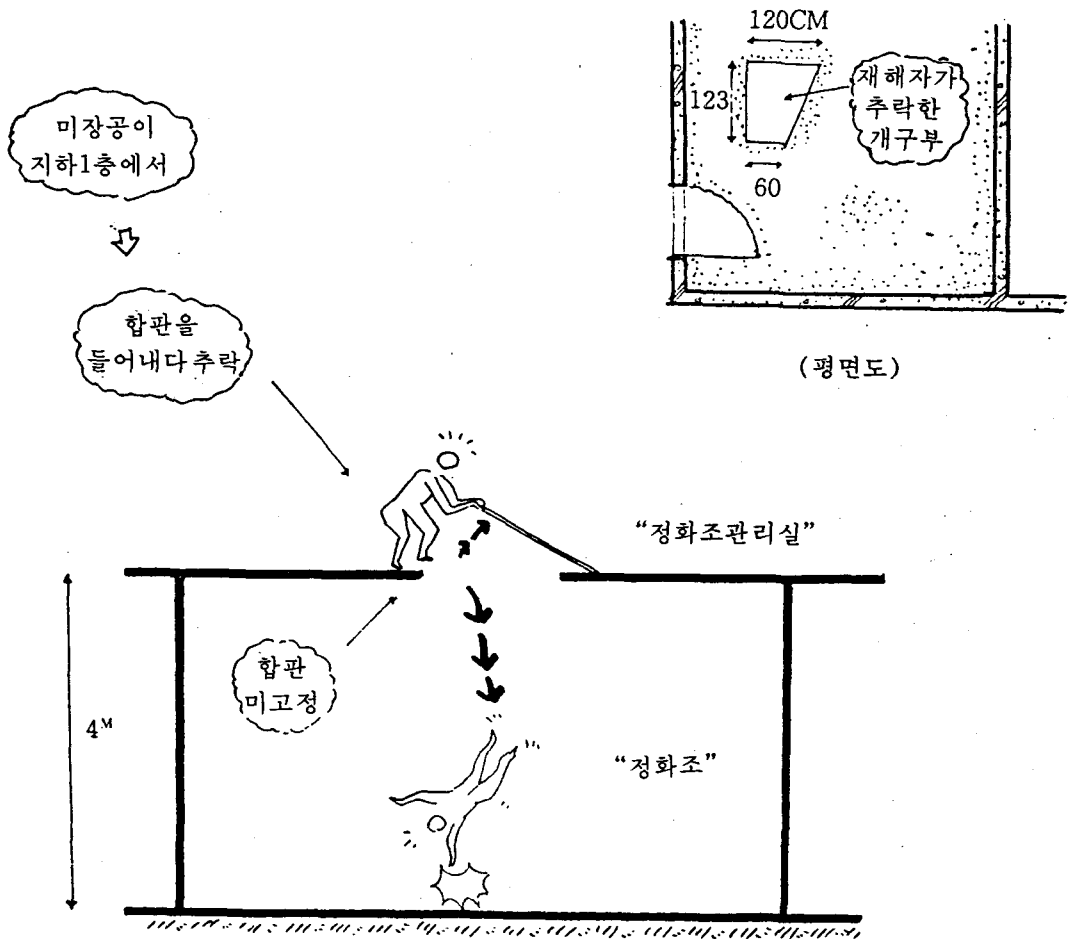 120CM
123
60
재해자가
추락한
개구부
(평면도)
미장공이
지하1층에서
합판을
들어내다 추락
“정화조관리실”
합판
미고정
4M
“정화조”